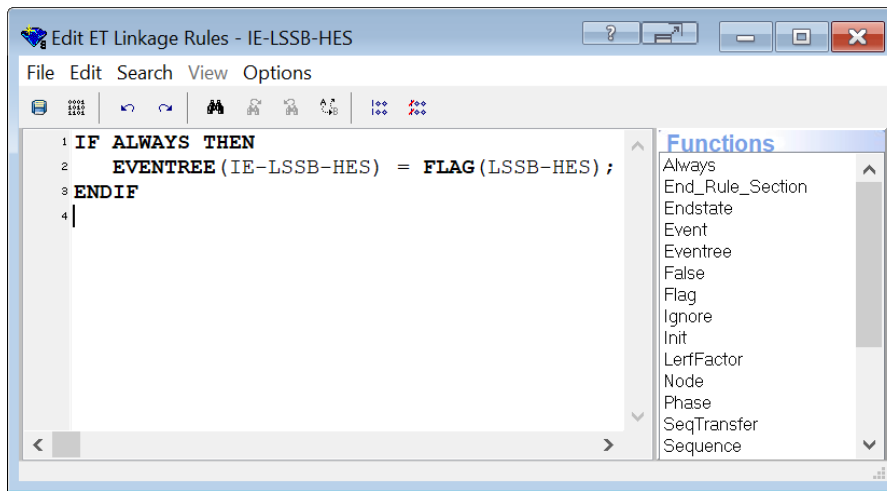 Edit ET Linkage Rules - IE-LSSB-HES
File Edit Search View Options
1 IF ALWAYS THEN
2 EVENTREE(IE-LSSB-HES) = FLAG(LSSB-HES);
3 ENDIF
4
Functions
Always
End_Rule_Section
Endstate
Event
Eventree
False
Flag
Ignore
Init
LerfFactor
Node
Phase
SeqTransfer
Sequence